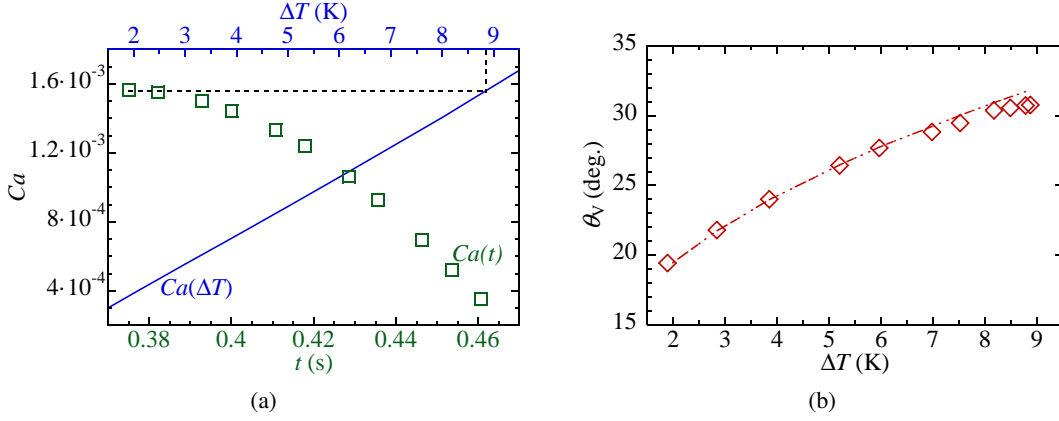 ΔT (K)
2 3 4 5 6 7 8 9
1.6·10⁻³
1.2·10⁻³
8·10⁻⁴
4·10⁻⁴
Ca
Ca(t)
Ca(ΔT)
0.38 0.4 0.42 0.44 0.46
t (s)
(a)
35
30
25
20
15
θV (deg.)
2 3 4 5 6 7 8 9
ΔT (K)
(b)